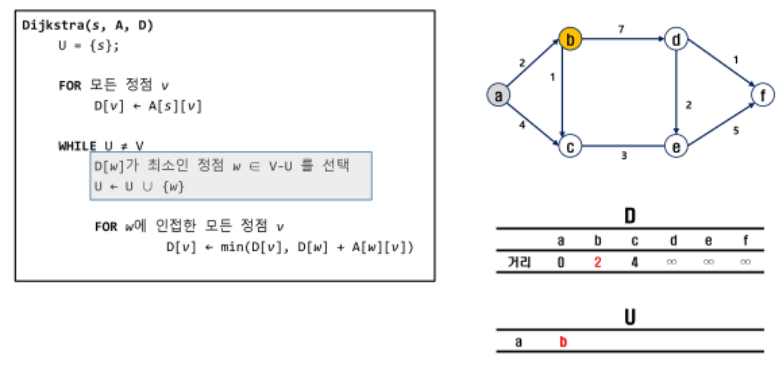 Dijkstra(s, A, D)
U = {s};
FOR 모든 정점 v
D[v] ← A[s][v]
WHILE U ≠ V
D[w]가 최소인 정점 w ∈ V-U 를 선택
U ← U ∪ {w}
FOR w에 인접한 모든 정점 v
D[v] ← min(D[v], D[w] + A[w][v])
b 7 d
2 1 1
a 2 f
4 5
c 3 e
D
a b c d e f
거리 0 2 4 ∞ ∞ ∞
U
a b